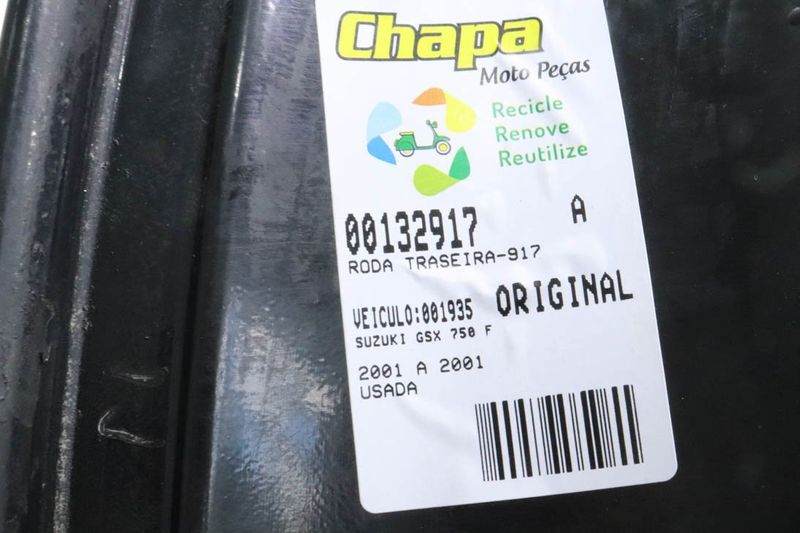 Chapa
Moto Peças
Recicle
Renove
Reutilize
00132917 A
RODA TRASEIRA-917
VEICULO:001935 ORIGINAL
SUZUKI GSX 750 F
2001 A 2001
USADA